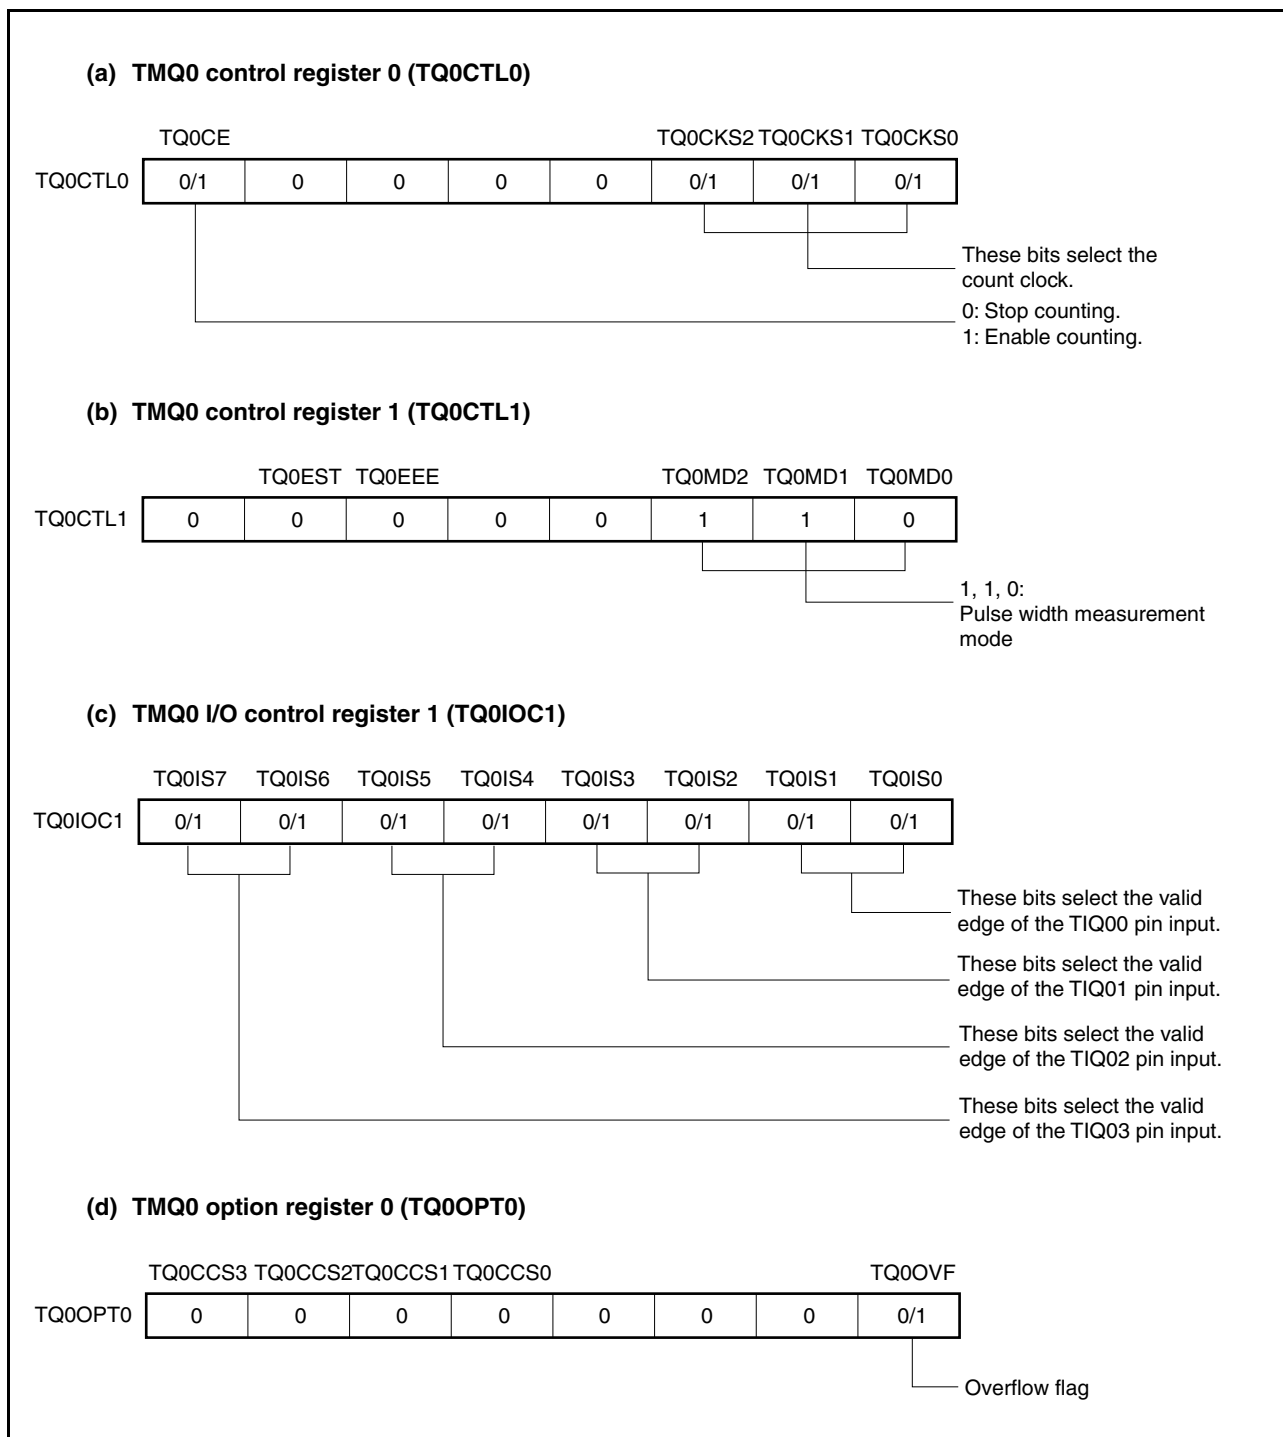 (a) TMQ0 control register 0 (TQ0CTL0)
TQ0CE TQ0CKS2 TQ0CKS1 TQ0CKS0
TQ0CTL0 0/1 0 0 0 0 0/1 0/1 0/1
These bits select the
count clock.
0: Stop counting.
1: Enable counting.
(b) TMQ0 control register 1 (TQ0CTL1)
TQ0EST TQ0EEE TQ0MD2 TQ0MD1 TQ0MD0
TQ0CTL1 0 0 0 0 0 1 1 0
1, 1, 0:
Pulse width measurement
mode
(c) TMQ0 I/O control register 1 (TQ0IOC1)
TQ0IS7 TQ0IS6 TQ0IS5 TQ0IS4 TQ0IS3 TQ0IS2 TQ0IS1 TQ0IS0
TQ0IOC1 0/1 0/1 0/1 0/1 0/1 0/1 0/1 0/1
These bits select the valid
edge of the TIQ00 pin input.
These bits select the valid
edge of the TIQ01 pin input.
These bits select the valid
edge of the TIQ02 pin input.
These bits select the valid
edge of the TIQ03 pin input.
(d) TMQ0 option register 0 (TQ0OPT0)
TQ0CCS3 TQ0CCS2 TQ0CCS1 TQ0CCS0 TQ0OVF
TQ0OPT0 0 0 0 0 0 0 0 0/1
Overflow flag